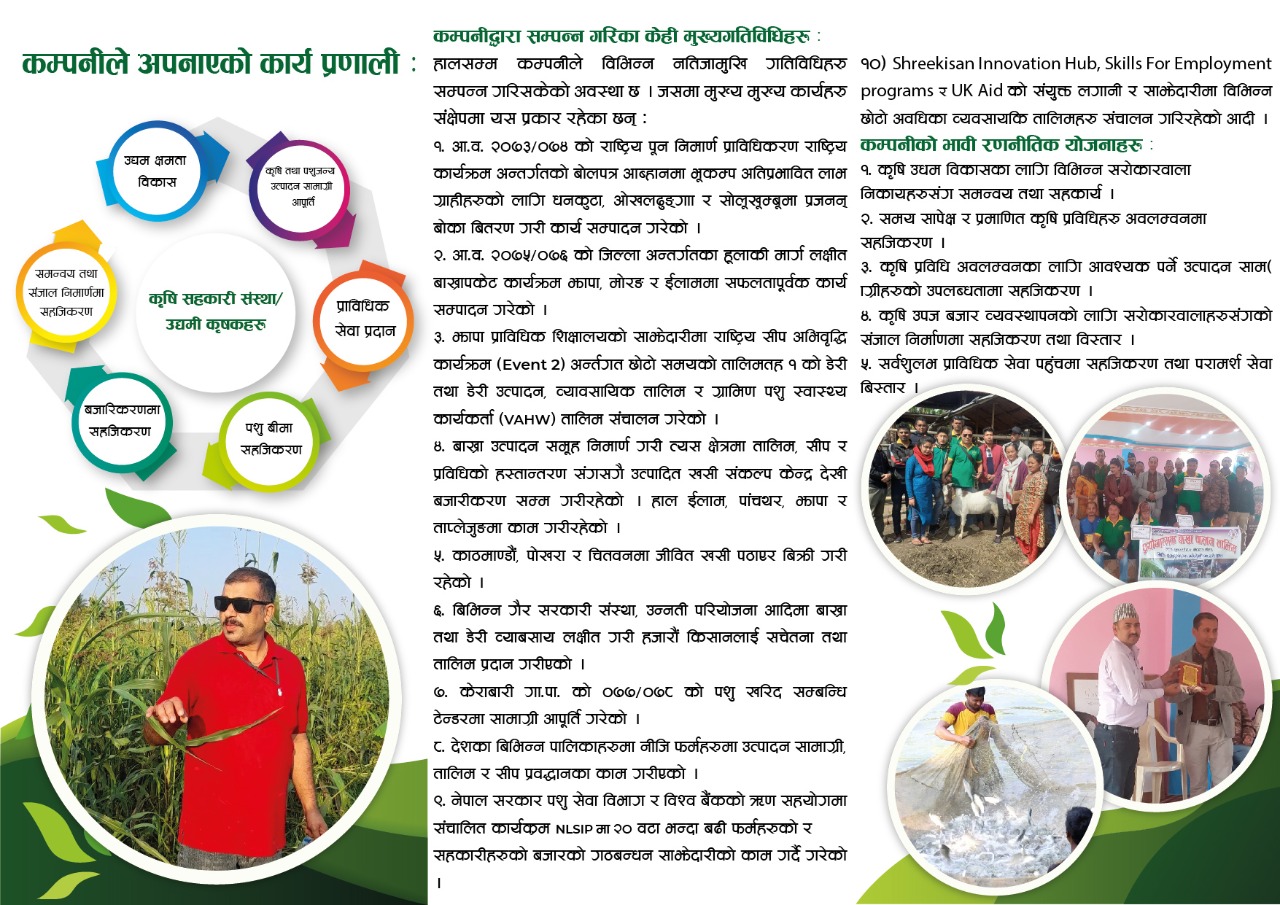 कम्पनीले अपनाएको कार्य प्रणाली :
उद्यम क्षमता
विकास
कृषि तथा पशुजन्य
उत्पादन सामाग्री
आपूर्ति
प्राविधिक
सेवा प्रदान
पशु बीमा
सहजिकरण
बजारिकरणमा
सहजिकरण
समन्वय तथा
संजाल निमार्णमा
सहजिकरण
कृषि सहकारी संस्था/
उद्यमी कृषकहरू
कम्पनीद्वारा सम्पन्न गरिका केही मुख्यगतिविधिहरु :
हालसम्म कम्पनीले विभिन्न नतिजामुखि गतिविधिहरु
सम्पन्न गरिसकेको अवस्था छ । जसमा मुख्य मुख्य कार्यहरु
संक्षेपमा यस प्रकार रहेका छन् :
१. आ.व. २०७३/०७४ को राष्ट्रिय पून निमार्ण प्राविधिकरण राष्ट्रिय
कार्यक्रम अन्तर्गतको बोलपत्र आब्हानमा भूकम्प अतिप्रभावित लाभ
ग्राहीहरुको लागि धनकुटा, ओखलढुङ्गाा र सोलूखूम्बूमा प्रजनन्
बोका बितरण गरी कार्य सम्पादन गरेको ।
२. आ.व. २०७५/०७६ को जिल्ला अन्तर्गतका हूलाकी मार्ग लक्षीत
बाख्रापकेट कार्यक्रम झापा, मोरङ र ईलाममा सफलतापूर्वक कार्य
सम्पादन गरेको ।
३. झापा प्राविधिक शिक्षालयको साझेदारीमा राष्ट्रिय सीप अभिवृद्धि
कार्यक्रम (Event 2) अर्न्तगत छोटो समयको तालिमतह १ को डेरी
तथा डेरी उत्पादन, व्यावसायिक तालिम र ग्रामिण पशु स्वास्थ्य
कार्यकर्ता (VAHW) तालिम संचालन गरेको ।
४. बाख्रा उत्पादन समूह निमार्ण गरी त्यस क्षेत्रमा तालिम, सीप र
प्रविधिको हस्तान्तरण संगसगै उत्पादित खसी संकल्प केन्द्र देखी
बजारीकरण सम्म गरीरहेको । हाल ईलाम, पांचथर, झापा र
ताप्लेजुङमा काम गरीरहेको ।
५. काठमाण्डौं, पोखरा र चितवनमा जीवित खसी पठाएर बिक्री गरी
रहेको ।
६. बिभिन्न गैर सरकारी संस्था, उन्नती परियोजना आदिमा बाख्रा
तथा डेरी व्याबसाय लक्षीत गरी हजारौं किसानलाई सचेतना तथा
तालिम प्रदान गरीएको ।
७. केराबारी गा.पा. को ०७७/०७८ को पशु खरिद सम्बन्धि
टेन्डरमा सामाग्री आपूर्ति गरेको ।
८. देशका बिभिन्न पालिकाहरुमा नीजि फर्महरुमा उत्पादन सामाग्री,
तालिम र सीप प्रवद्धानका काम गरीएको ।
९. नेपाल सरकार पशु सेवा विभाग र विश्व बैंकको ऋण सहयोगमा
संचालित कार्यक्रम NLSIP मा २० वटा भन्दा बढी फर्महरुको र
सहकारीहरुको बजारको गठबन्धन साझेदारीको काम गर्दै गरेको
।
१०) Shreekisan Innovation Hub, Skills For Employment
programs र UK Aid को संयुक्त लगानी र साझेदारीमा विभिन्न
छोटो अवधिका व्यवसायकि तालिमहरु संचालन गरिरहेको आदी ।
कम्पनीको भावी रणनीतिक योजनाहरु :
१. कृषि उद्यम विकासका लागि विभिन्न सरोकारवाला
निकायहरुसंग समन्वय तथा सहकार्य ।
२. समय सापेक्ष र प्रमाणित कृषि प्रविधिहरु अवलम्वनमा
सहजिकरण ।
३. कृषि प्रविधि अवलम्वनका लागि आवश्यक पर्ने उत्पादन साम(
ाग्रीहरुको उपलब्धतामा सहजिकरण ।
४. कृषि उपज बजार व्यवस्थापनको लागि सरोकारवालाहरुसंगको
संजाल निर्माणमा सहजिकरण तथा विस्तार ।
५. सर्वशुलभ प्राविधिक सेवा पहुंचमा सहजिकरण तथा परामर्श सेवा
बिस्तार ।